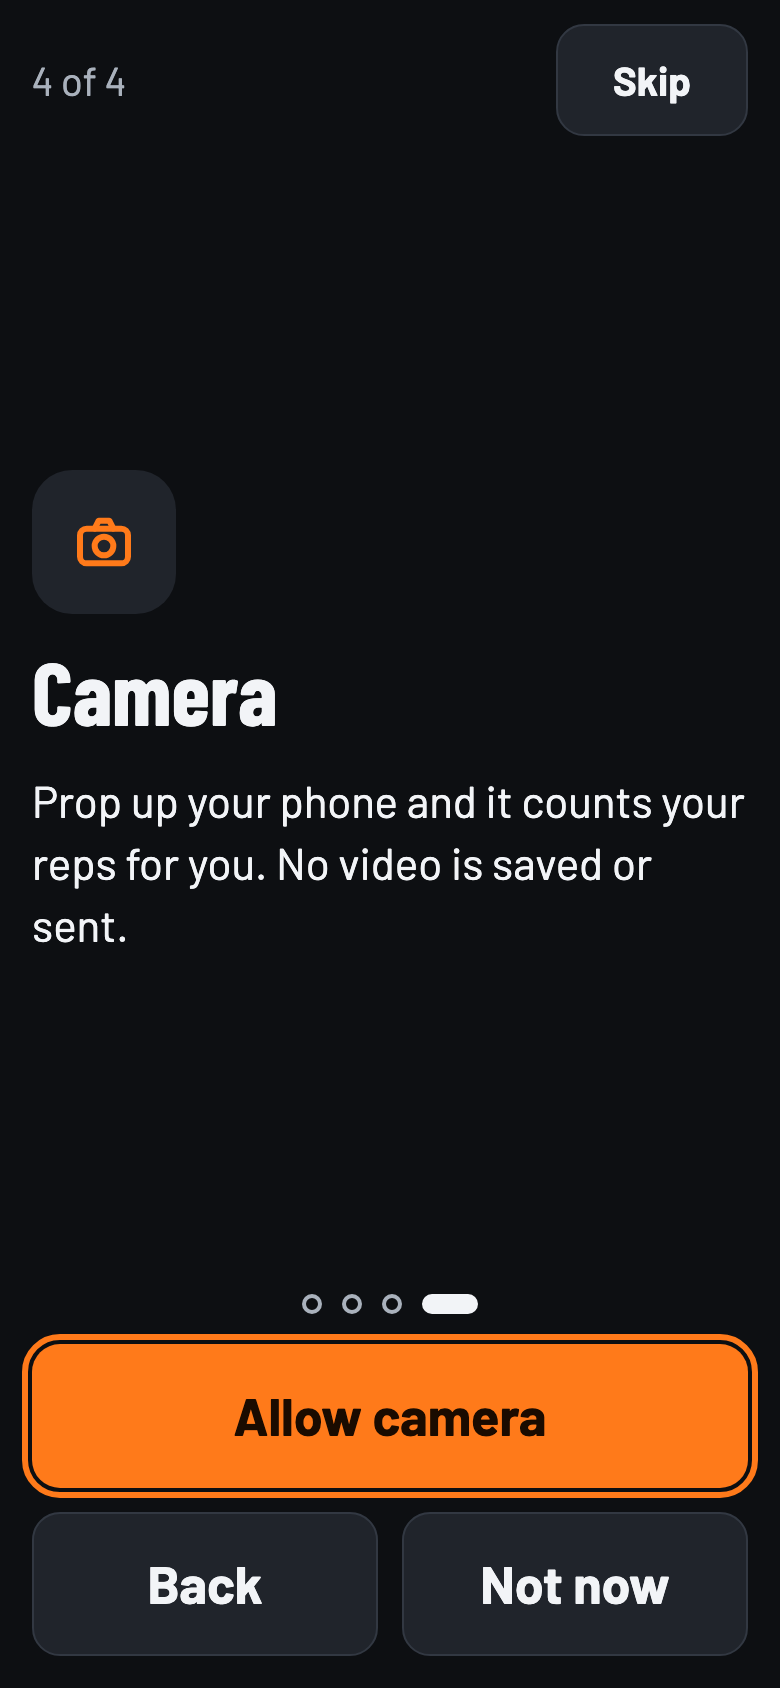 4 of 4
Skip
Camera
Prop up your phone and it counts your
reps for you. No video is saved or
sent.
Allow camera
Back
Not now